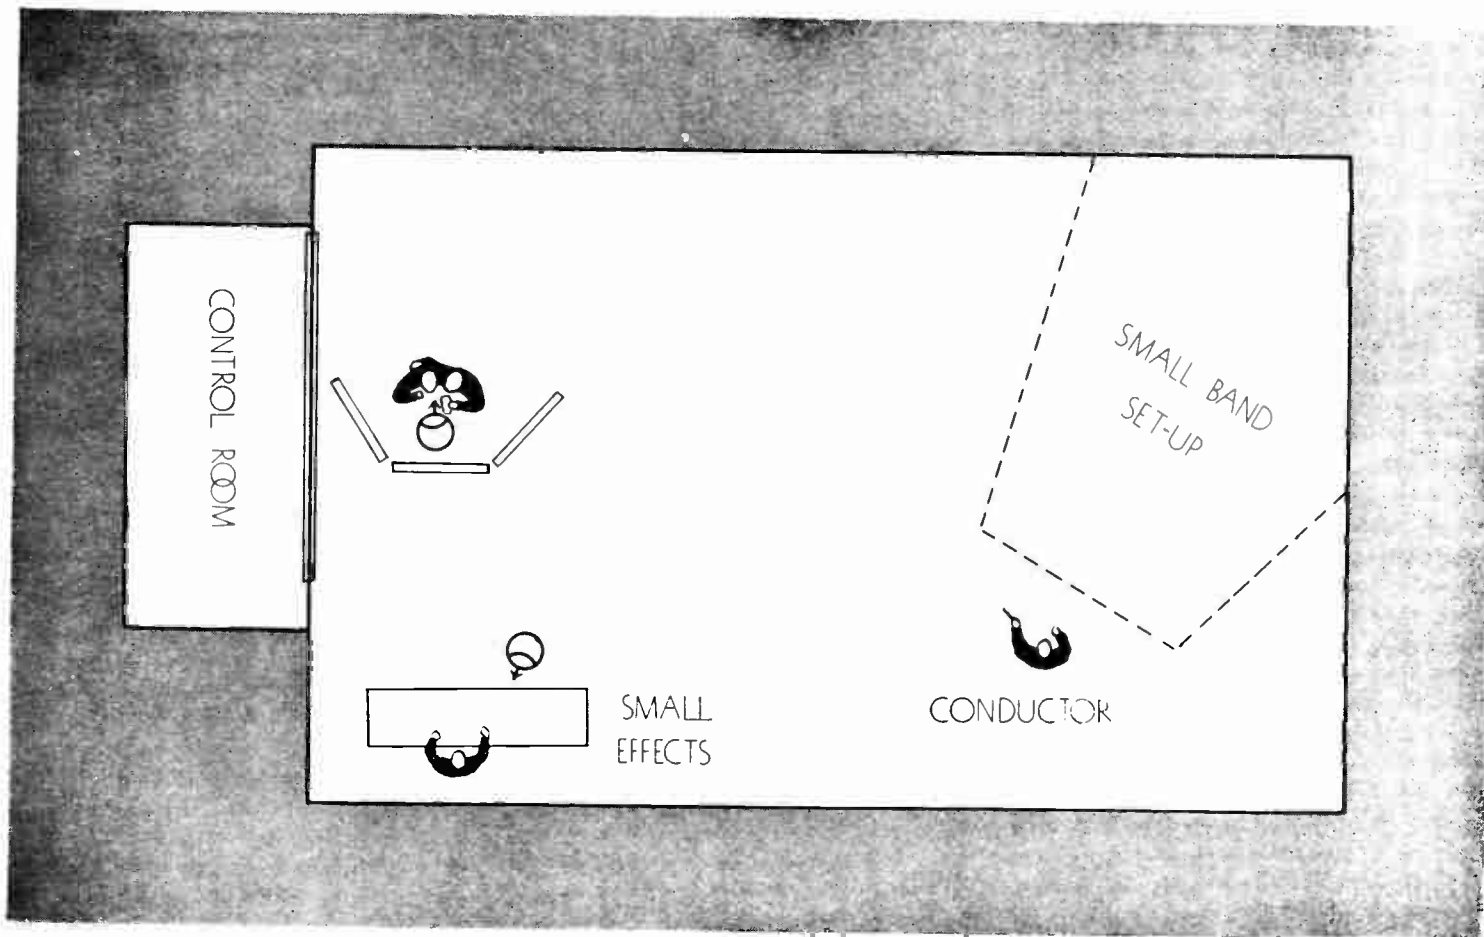 CONTROL ROOM
SMALL BAND
SET-UP
SMALL
EFFECTS
CONDUCTOR